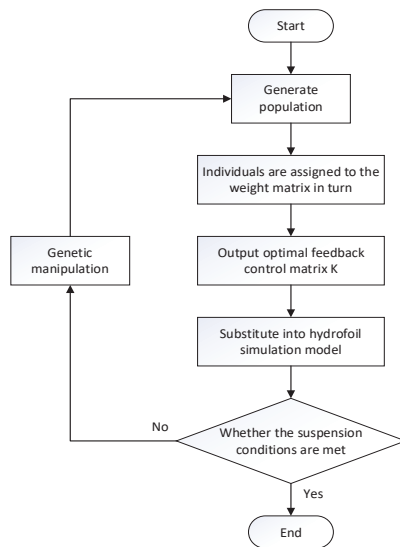 Start
Generate
population
Individuals are assigned to the
weight matrix in turn
Genetic
manipulation
Output optimal feedback
control matrix K
Substitute into hydrofoil
simulation model
No
Whether the suspension
conditions are met
Yes
End